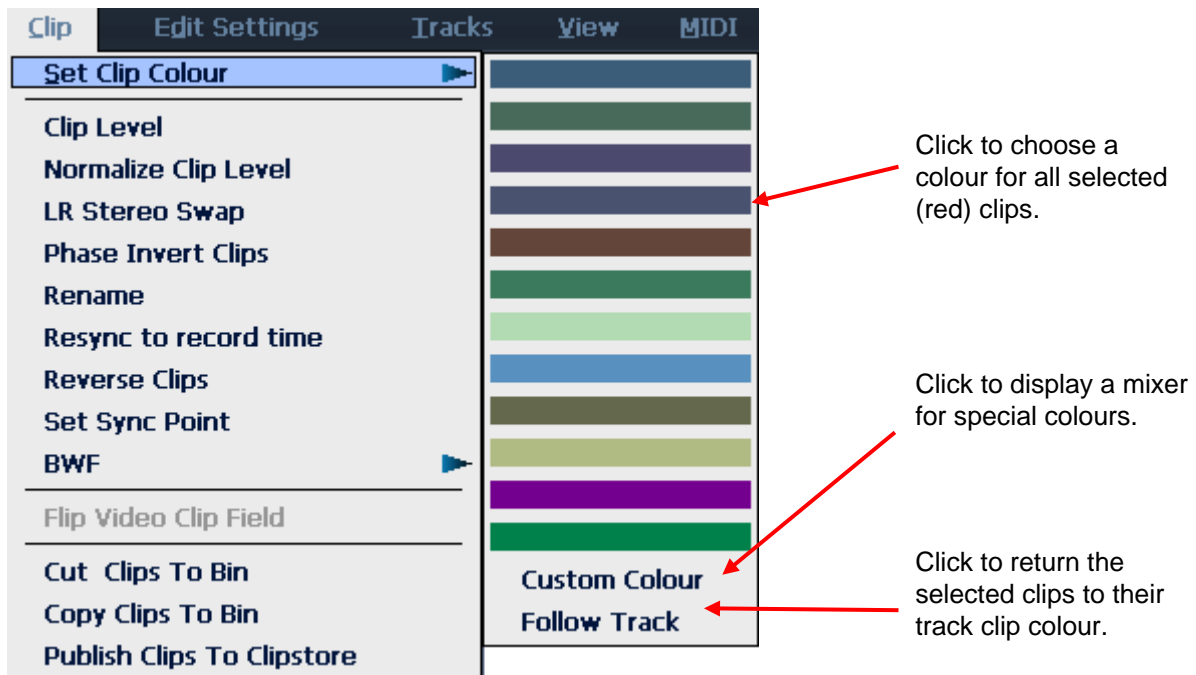 Clip Edit Settings Tracks View MIDI
Set Clip Colour
Clip Level
Normalize Clip Level
LR Stereo Swap
Phase Invert Clips
Rename
Resync to record time
Reverse Clips
Set Sync Point
BWF
Flip Video Clip Field
Cut Clips To Bin
Copy Clips To Bin
Publish Clips To Clipstore
Custom Colour
Follow Track
Click to choose a
colour for all selected
(red) clips.
Click to display a mixer
for special colours.
Click to return the
selected clips to their
track clip colour.